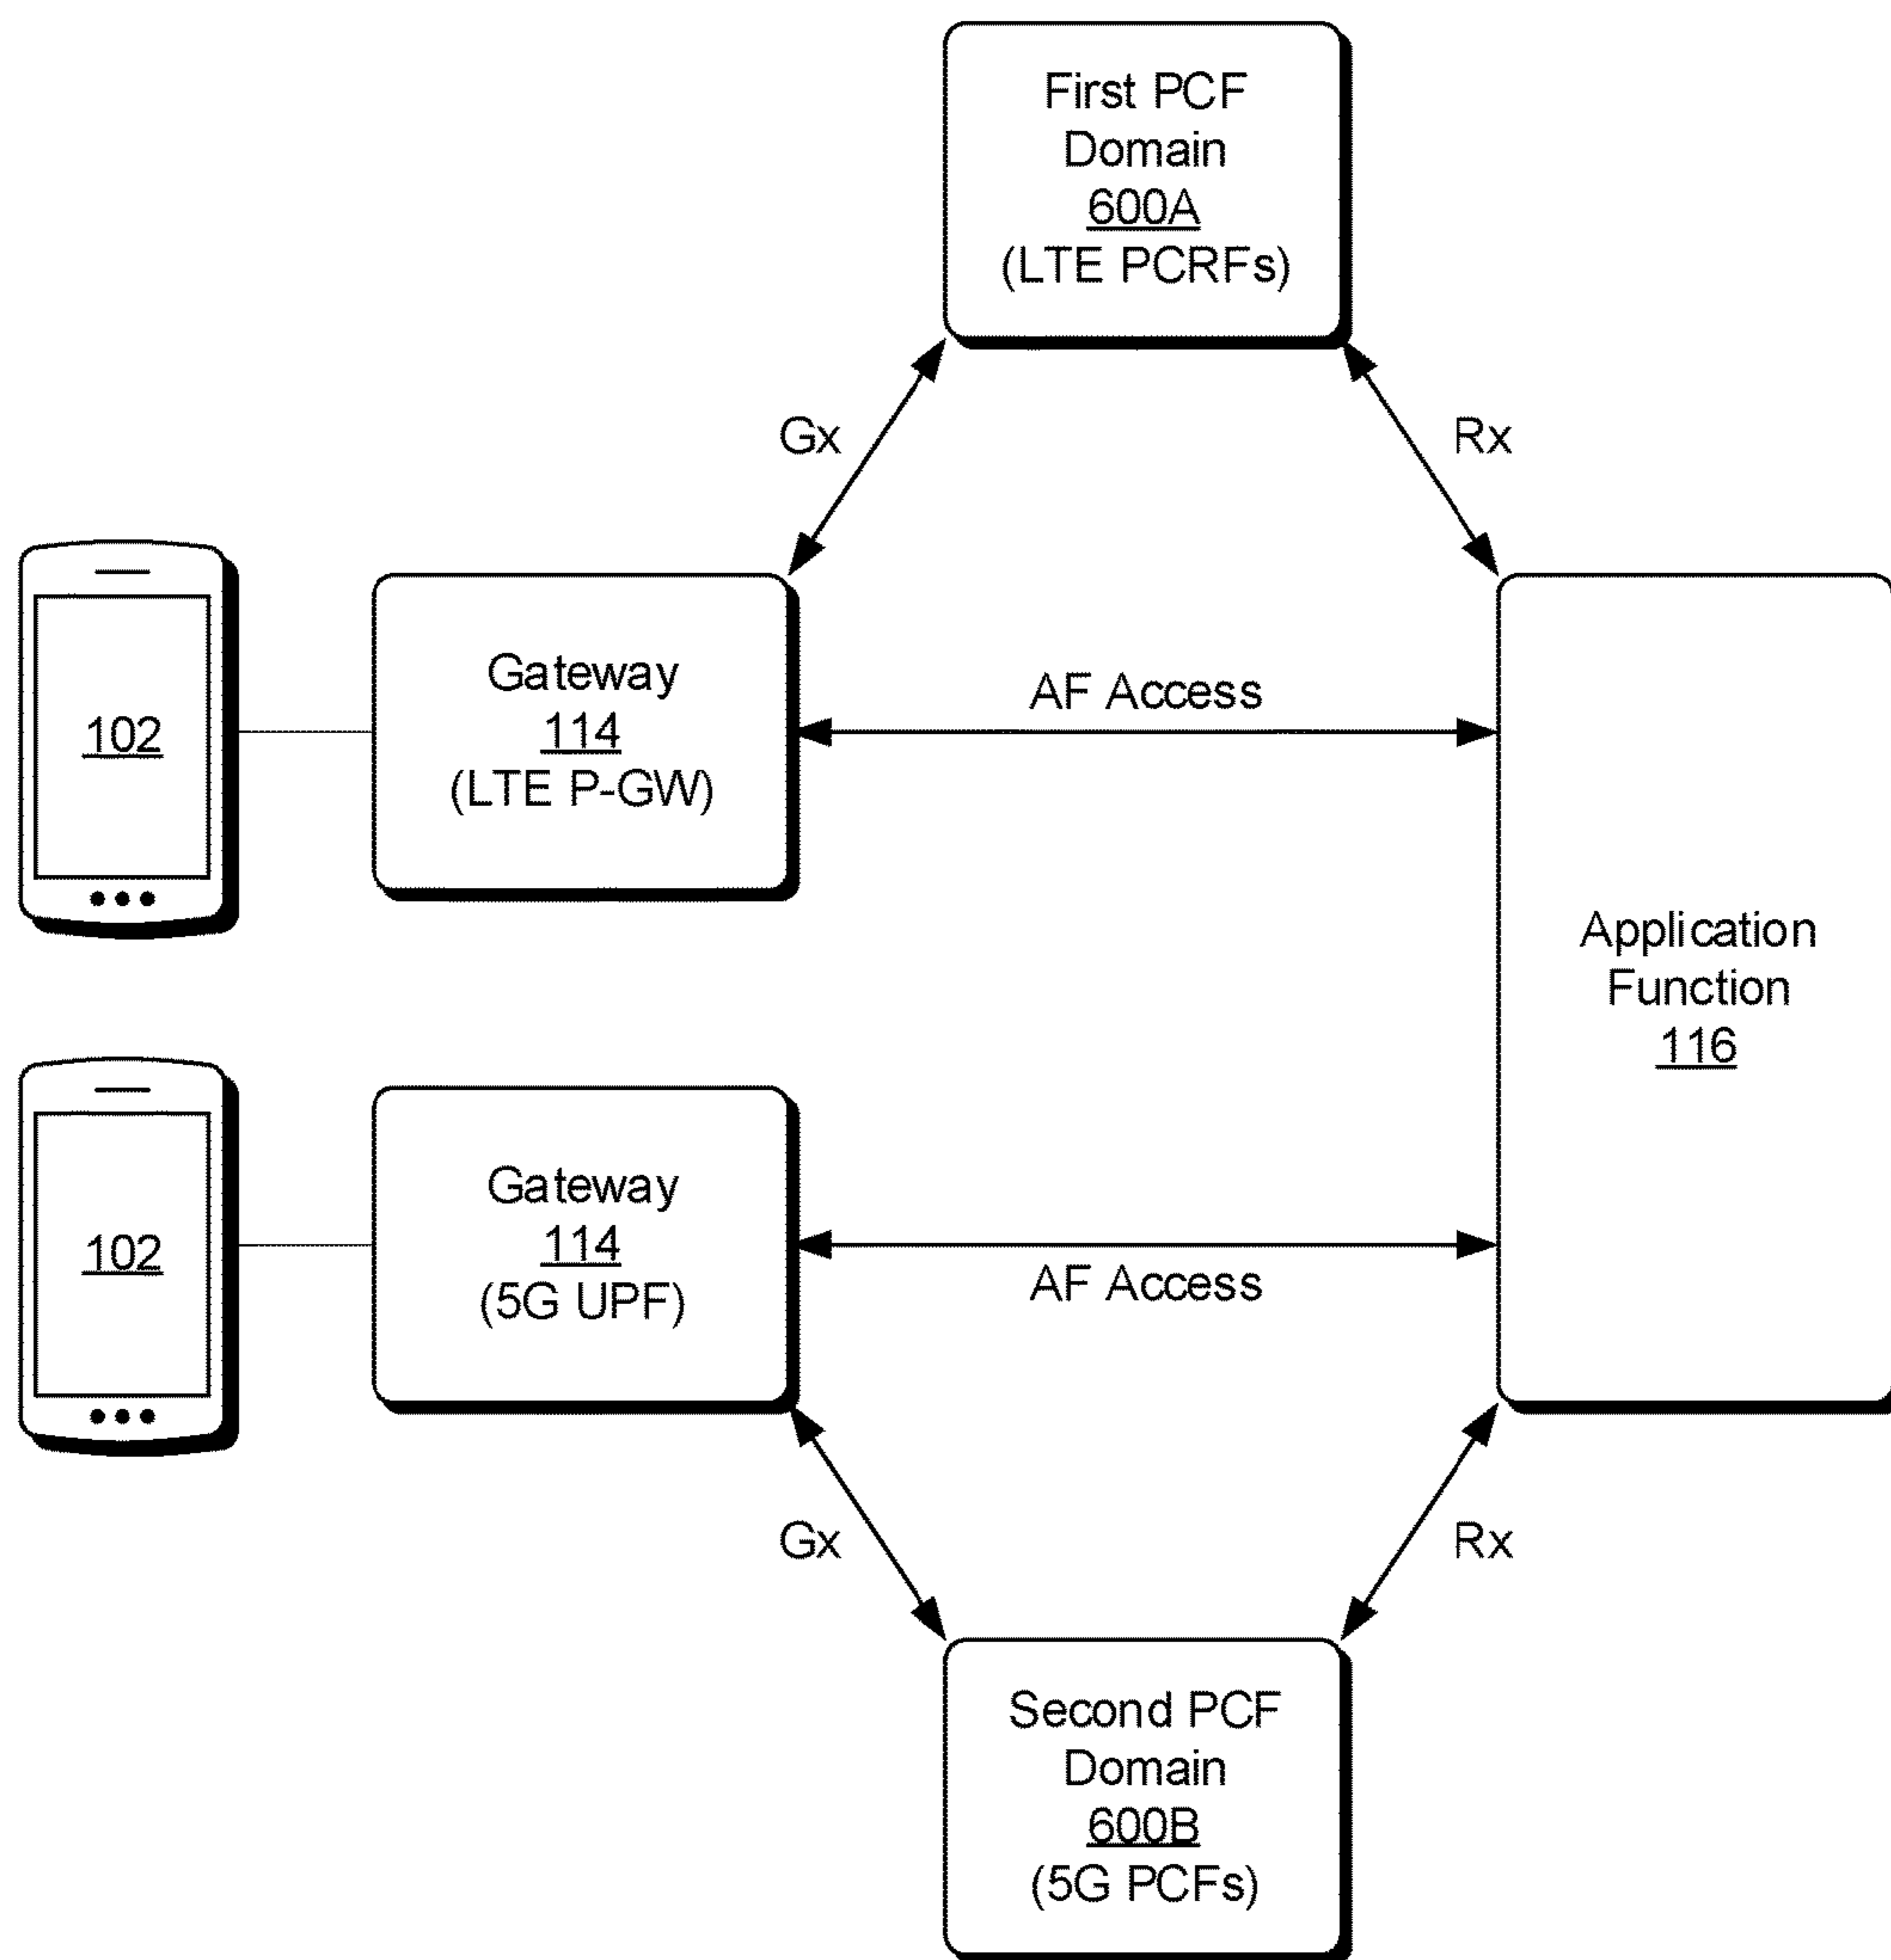 First PCF
Domain
600A
(LTE PCRFs)
Gx
Rx
102
Gateway
114
(LTE P-GW)
AF Access
Application
Function
116
102
Gateway
114
(5G UPF)
AF Access
Gx
Rx
Second PCF
Domain
600B
(5G PCFs)